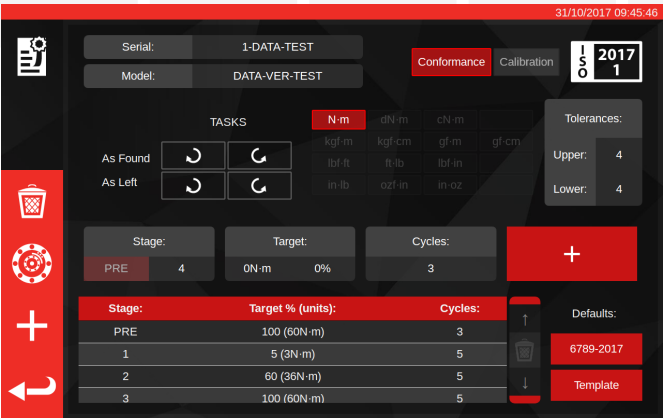 31/10/2017 09:45:46
Serial: 1-DATA-TEST
Model: DATA-VER-TEST
Conformance Calibration
ISO 2017 1
TASKS
As Found
As Left
N·m dN·m cN·m
kgf·m kgf·cm gf·m gf·cm
lbf·ft ft·lb lbf·in
in·lb ozf·in in·oz
Tolerances:
Upper: 4
Lower: 4
Stage: Target: Cycles:
PRE 4 0N·m 0% 3
+
Stage: Target % (units): Cycles:
PRE 100 (60N·m) 3
1 5 (3N·m) 5
2 60 (36N·m) 5
3 100 (60N·m) 5
Defaults:
6789-2017
Template